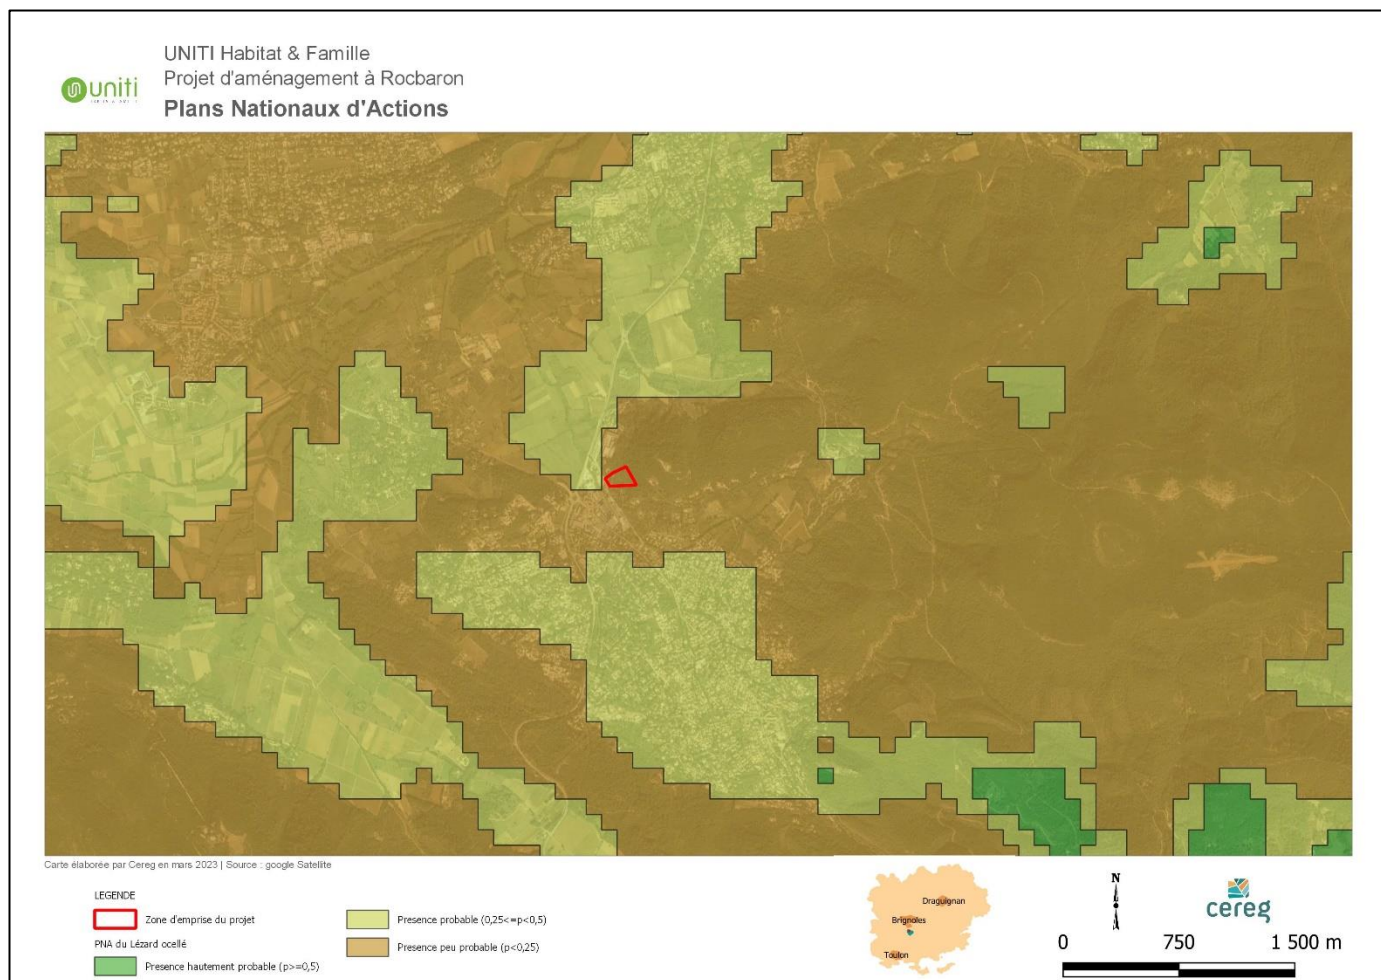 UNITI Habitat & Famille
Projet d'aménagement à Rocbaron
uniti
Plans Nationaux d'Actions
Carte élaborée par Cereg en mars 2023 | Source : google Satellite
LEGENDE
Zone d'emprise du projet
PNA du Lézard ocellé
Presence hautement probable (p>=0,5)
Presence probable (0,25<=p<0,5)
Presence peu probable (p<0,25)
Draguignan
Brignoles
Toulon
N
cereg
0 750 1 500 m